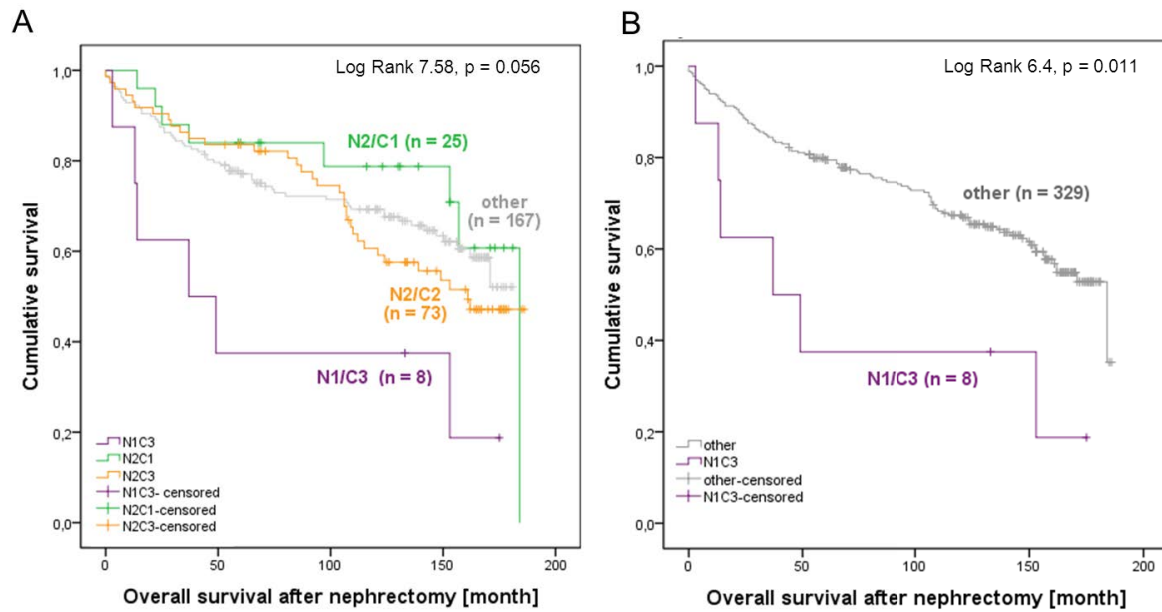 A
Log Rank 7.58, p = 0.056
1,0
0,8
0,6
0,4
0,2
0,0
Cumulative survival
N2/C1 (n = 25)
other
(n = 167)
N2/C2
(n = 73)
N1/C3 (n = 8)
N1C3
N2C1
N2C3
N1C3- censored
N2C1-censored
N2C3-censored
0
50
100
150
200
Overall survival after nephrectomy [month]
B
Log Rank 6.4, p = 0.011
1,0
0,8
0,6
0,4
0,2
0,0
Cumulative survival
other (n = 329)
N1/C3 (n = 8)
other
N1C3
other-censored
N1C3-censored
0
50
100
150
200
Overall survival after nephrectomy [month]